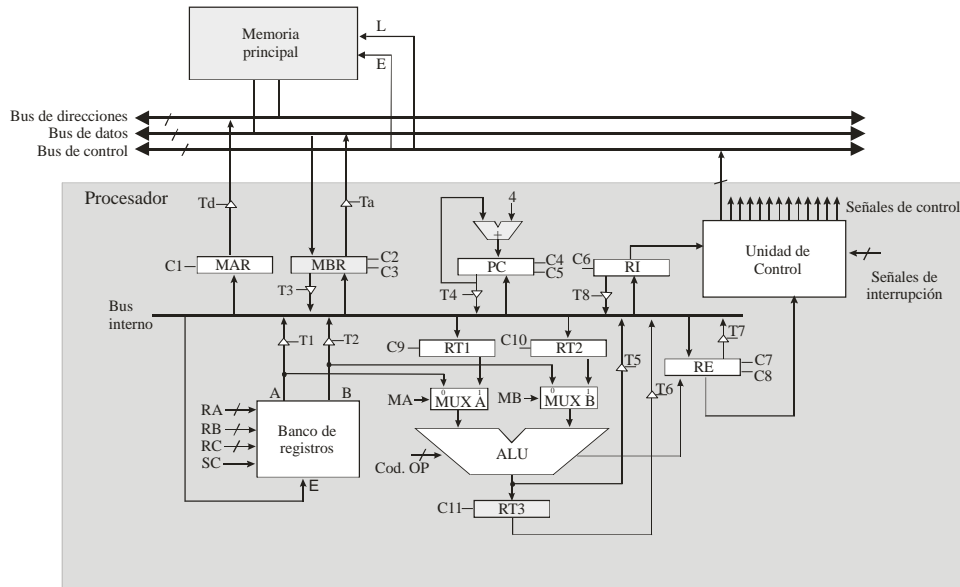 Memoria
principal
L
E
Bus de direcciones
Bus de datos
Bus de control
Procesador
Td
Ta
4
+
Señales de control
Unidad de
Control
Señales de
interrupción
C1
MAR
MBR
C2
C3
PC
C4
C5
C6
RI
T3
T4
T8
Bus
interno
T1
T2
C9
RT1
C10
RT2
T5
T6
T7
RE
C7
C8
A
B
MA
0 1
MUX A
MB
0 1
MUX B
RA
RB
RC
SC
Banco de
registros
E
ALU
Cod. OP
C11
RT3